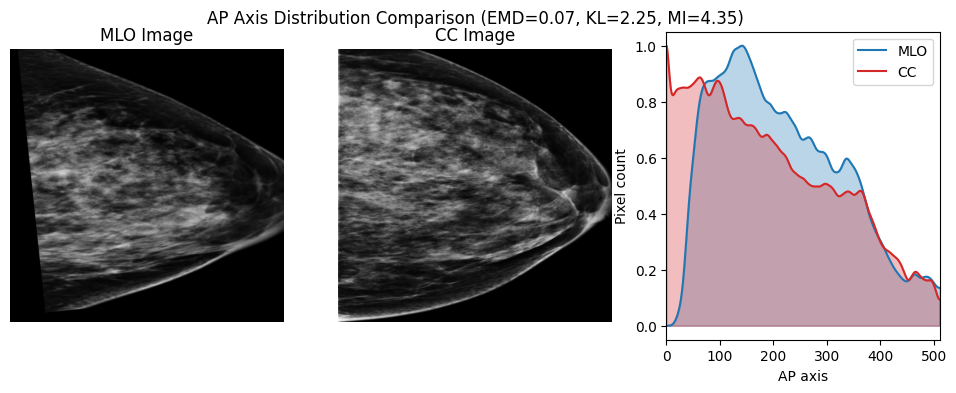 AP Axis Distribution Comparison (EMD=0.07, KL=2.25, MI=4.35)
MLO Image
CC Image
MLO
CC
Pixel count
1.0
0.8
0.6
0.4
0.2
0.0
0 100 200 300 400 500
AP axis